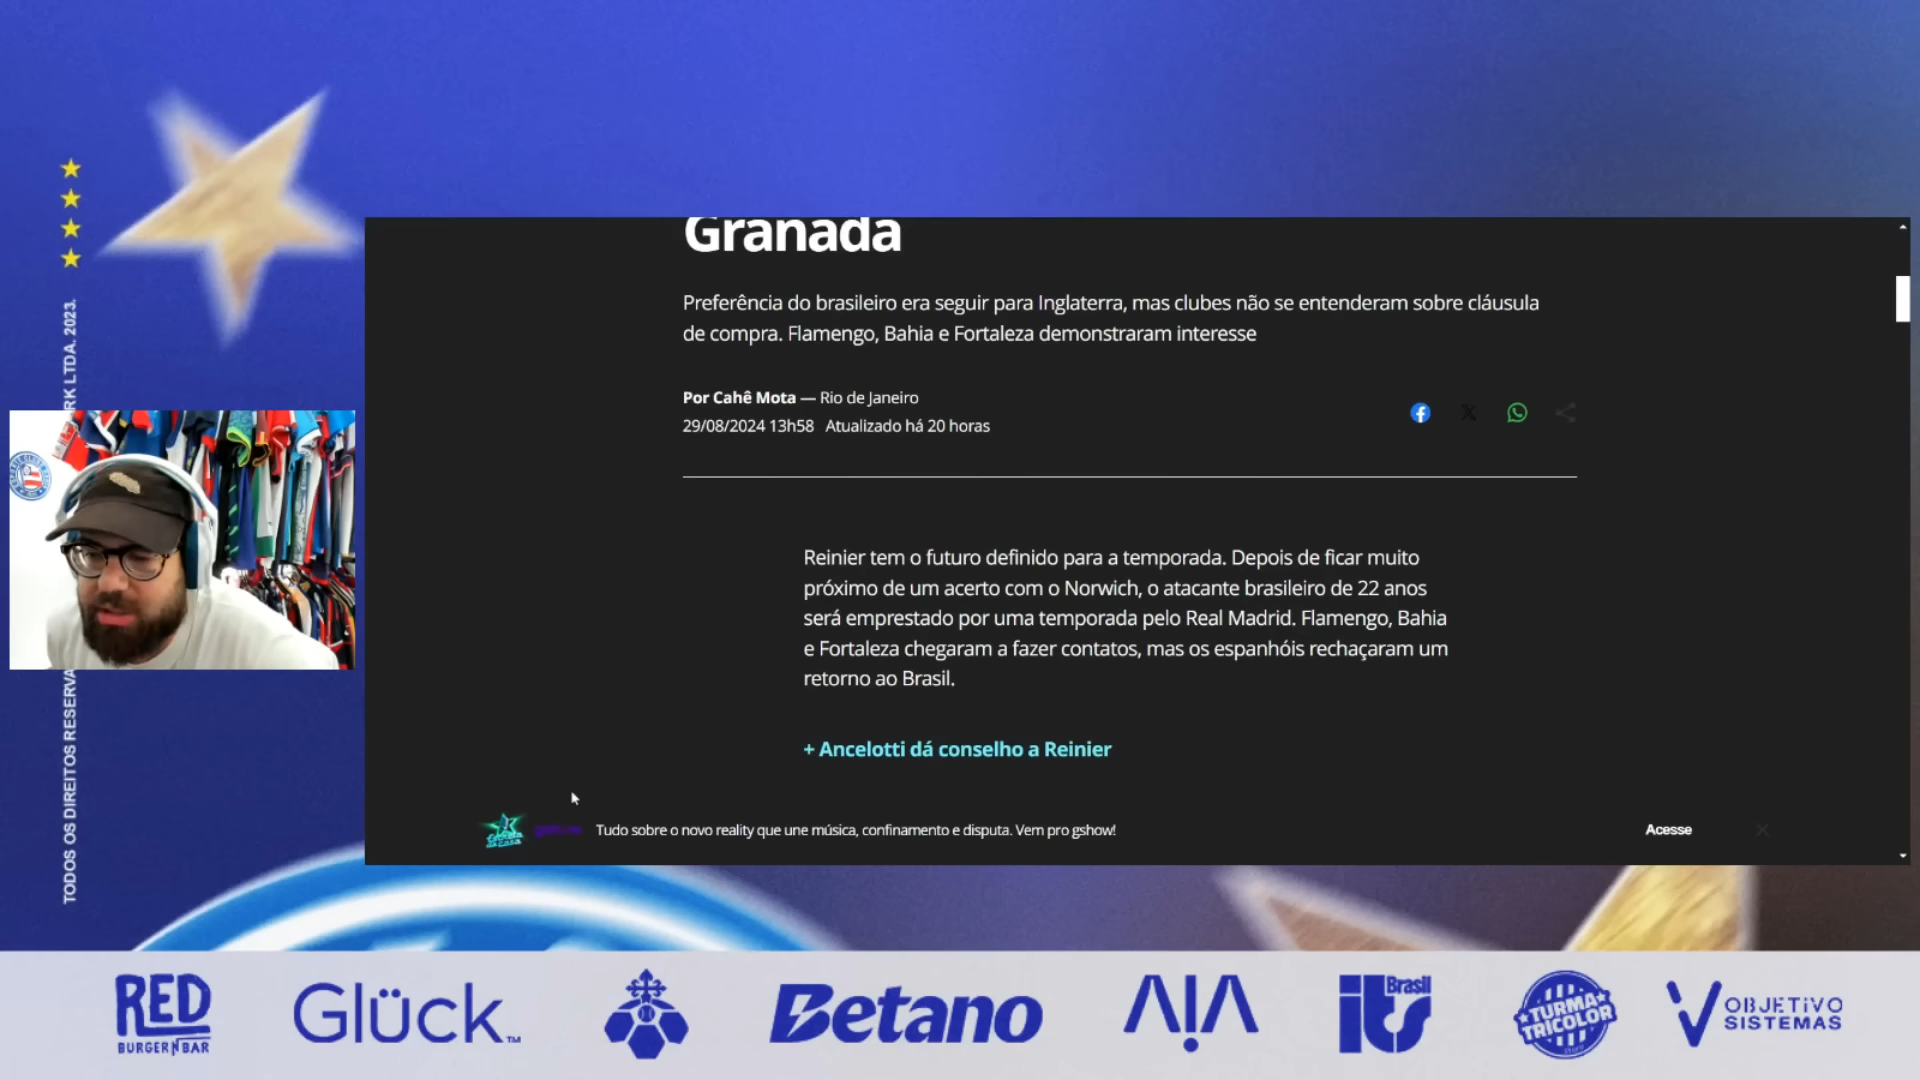 TODOS OS DIREITOS RESERVA
RK LTDA. 2023.
Granada
Preferência do brasileiro era seguir para Inglaterra, mas clubes não se entenderam sobre cláusula
de compra. Flamengo, Bahia e Fortaleza demonstraram interesse
Por Cahê Mota — Rio de Janeiro
29/08/2024 13h58 Atualizado há 20 horas
Reinier tem o futuro definido para a temporada. Depois de ficar muito
próximo de um acerto com o Norwich, o atacante brasileiro de 22 anos
será emprestado por uma temporada pelo Real Madrid. Flamengo, Bahia
e Fortaleza chegaram a fazer contatos, mas os espanhóis rechaçaram um
retorno ao Brasil.
+ Ancelotti dá conselho a Reinier
Tudo sobre o novo reality que une música, confinamento e disputa. Vem pro gshow!
Acesse
RED
BURGER N BAR
Glück.™
Betano
AIA
its Brasil
TURMA
TRICOLOR
OBJETIVO
SISTEMAS